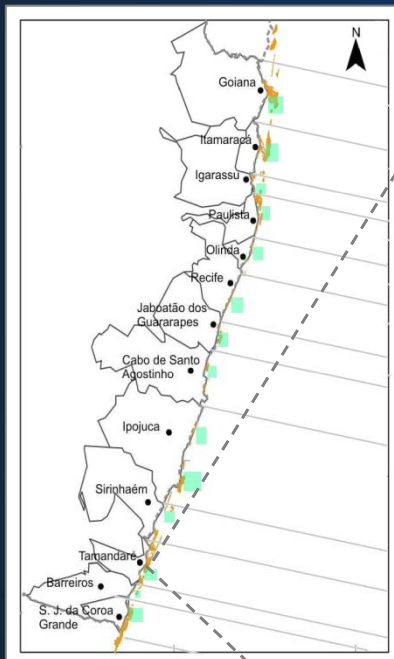 N
Goiana
Itamaracá
Igarassu
Paulista
Olinda
Recife
Jaboatão dos
Guararapes
Cabo de Santo
Agostinho
Ipojuca
Sirinhaém
Tamandaré
Barreiros
S. J. da Coroa
Grande